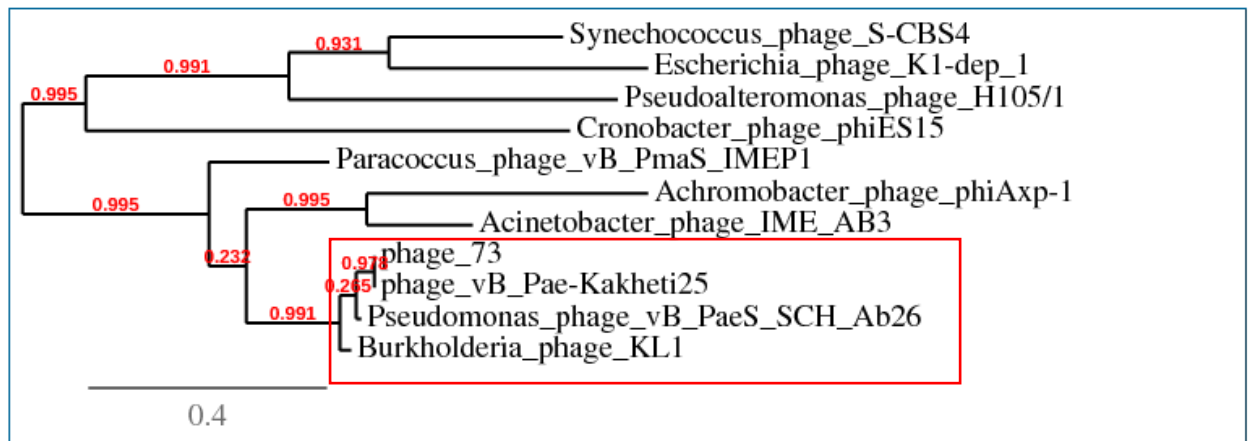 Synechococcus_phage_S-CBS4
0.931
Escherichia_phage_K1-dep_1
0.991
Pseudoalteromonas_phage_H105/1
0.995
Cronobacter_phage_phiES15
Paracoccus_phage_vB_PmaS_IMEP1
Achromobacter_phage_phiAxp-1
0.995
0.995
Acinetobacter_phage_IME_AB3
phage_73
0.232
0.978
phage_vB_Pae-Kakheti25
0.265
Pseudomonas_phage_vB_PaeS_SCH_Ab26
0.991
Burkholderia_phage_KL1
0.4